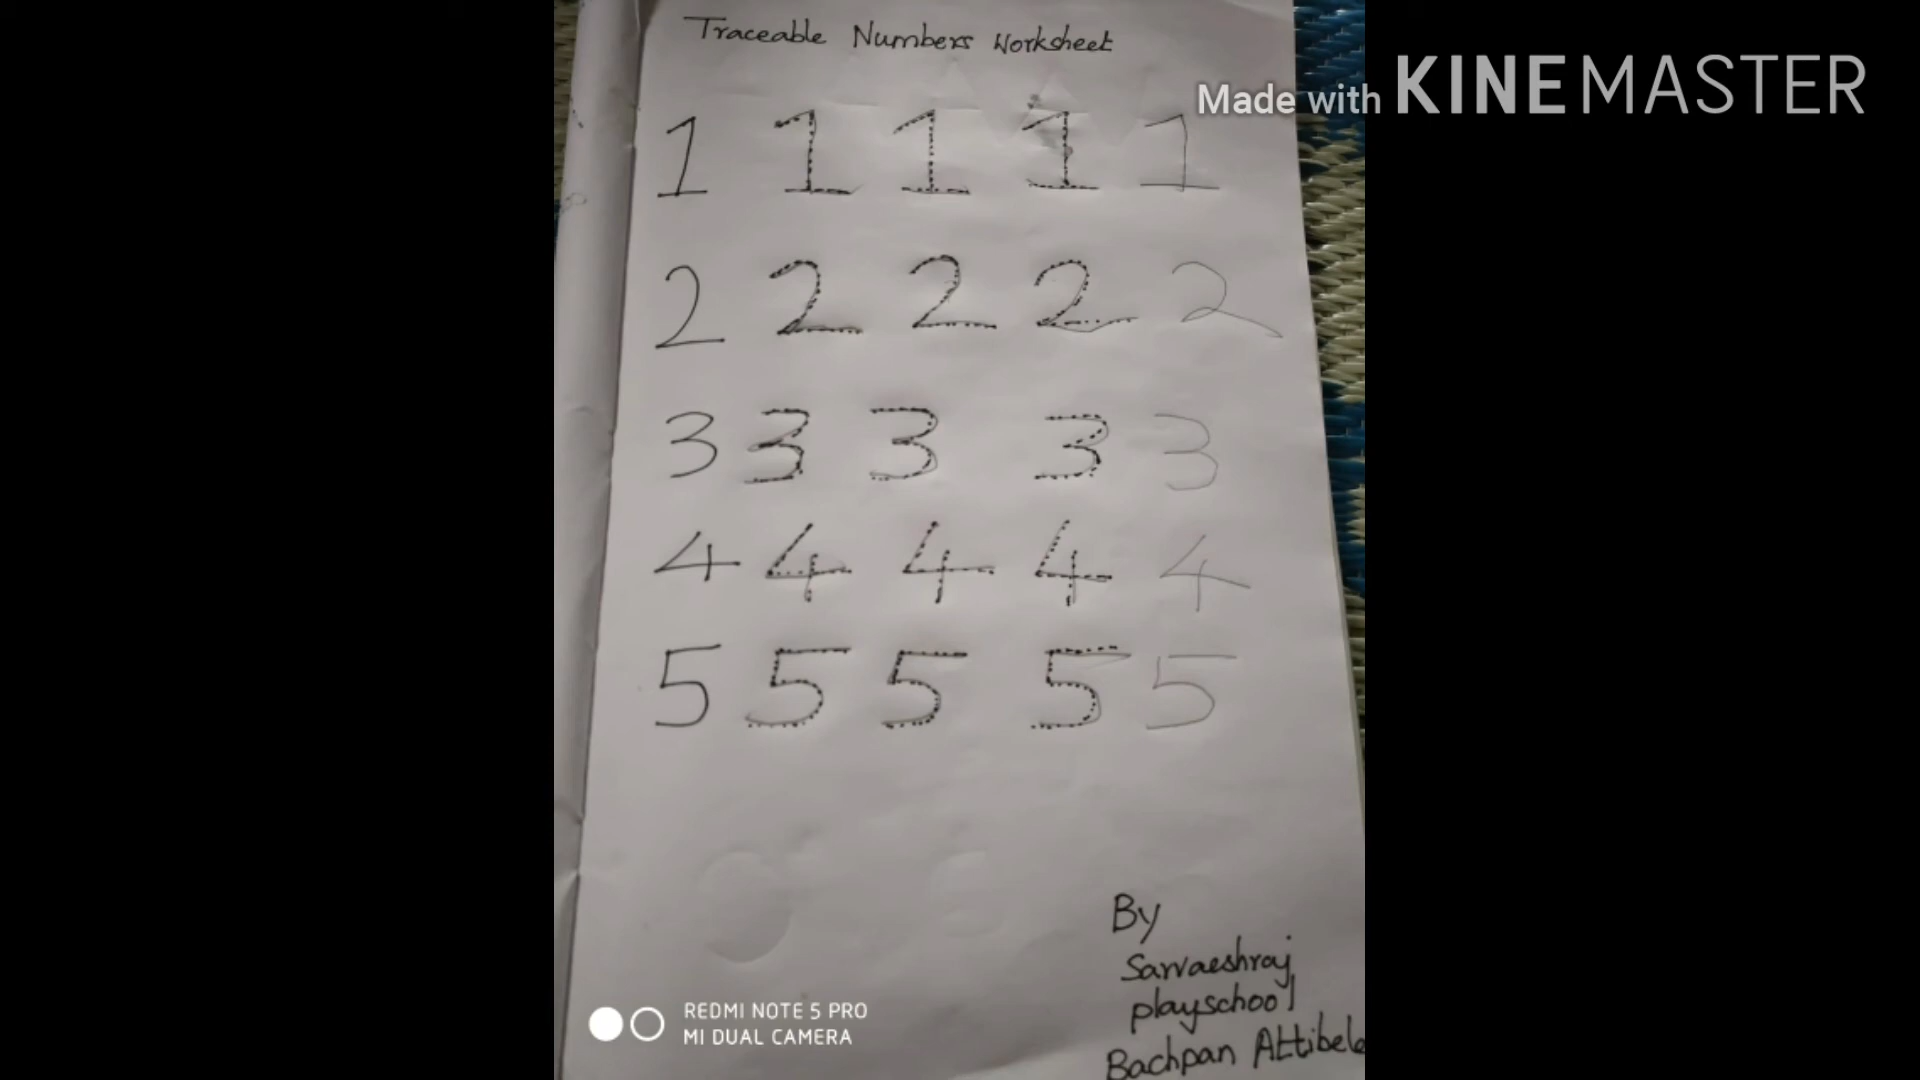 Traceable Numbers Worksheet
Made with KINEMASTER
1 1 1 1 1
2 2 2 2 2
3 3 3 3 3
4 4 4 4 4
5 5 5 5 5
By
Sarvaeshraj
playschool
Bachpan Attibele
REDMI NOTE 5 PRO
MI DUAL CAMERA